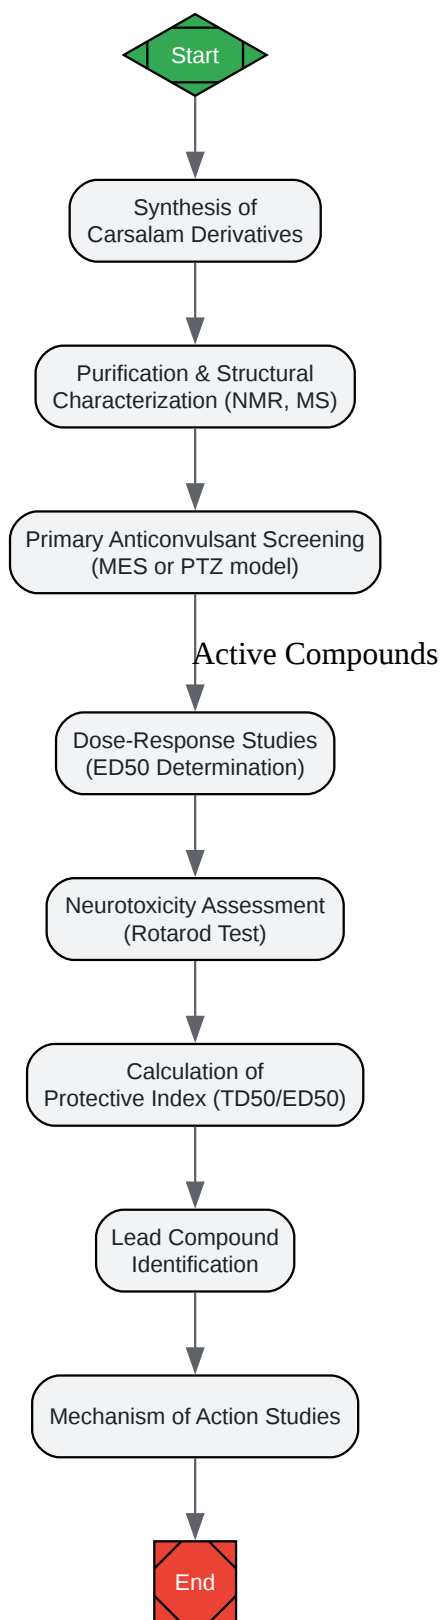 Start
Synthesis of
Carsalam Derivatives
Purification & Structural
Characterization (NMR, MS)
Primary Anticonvulsant Screening
(MES or PTZ model)
Active Compounds
Dose-Response Studies
(ED50 Determination)
Neurotoxicity Assessment
(Rotarod Test)
Calculation of
Protective Index (TD50/ED50)
Lead Compound
Identification
Mechanism of Action Studies
End